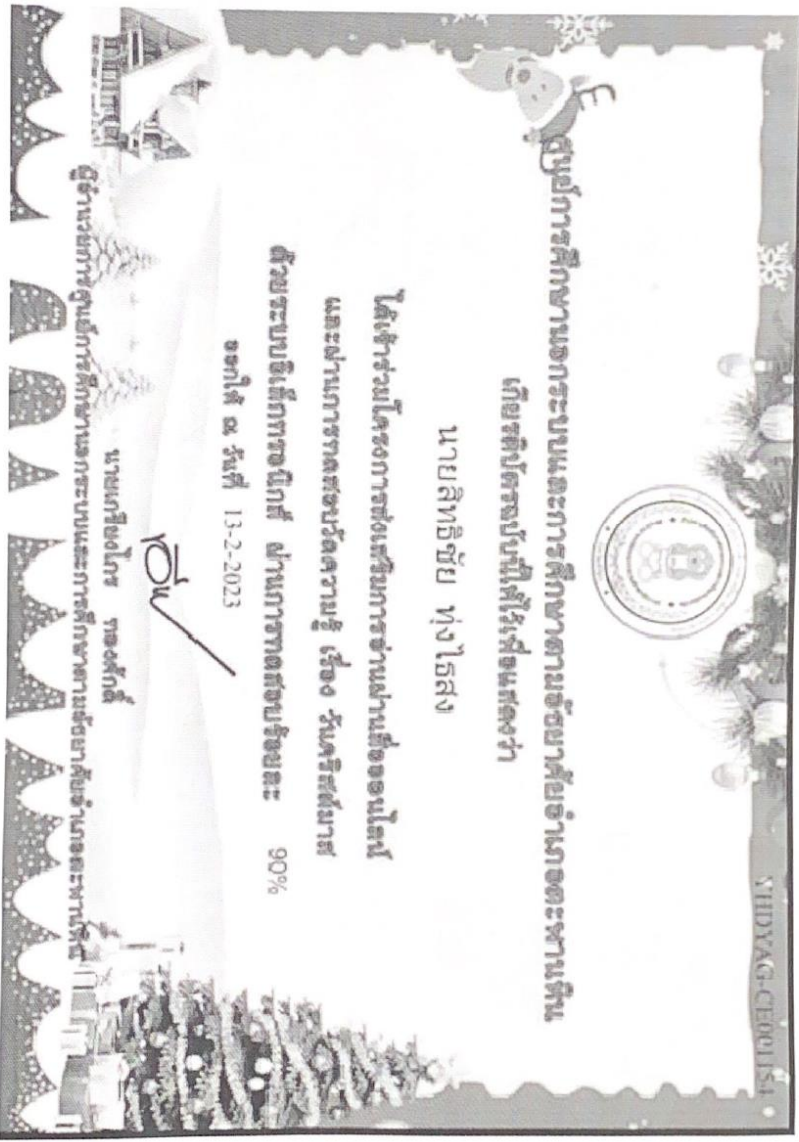 YHDYAG-CE001154
ศูนย์การศึกษานอกระบบและการศึกษาตามอัธยาศัยอำเภอตะพานหิน
เกียรติบัตรฉบับนี้ให้ไว้เพื่อแสดงว่า
นายสิทธิชัย ทุ่งไธสง
ได้เข้าร่วมโครงการส่งเสริมการอ่านผ่านสื่อออนไลน์
และผ่านการทดสอบวัดความรู้ เรื่อง วันคริสต์มาส
ด้วยระบบอิเล็กทรอนิกส์ ผ่านการทดสอบร้อยละ 90%
ออกให้ ณ วันที่ 13-2-2023
นายเกรียงไกร ทองศักดิ์
ผู้อำนวยการศูนย์การศึกษานอกระบบและการศึกษาตามอัธยาศัยอำเภอตะพานหิน